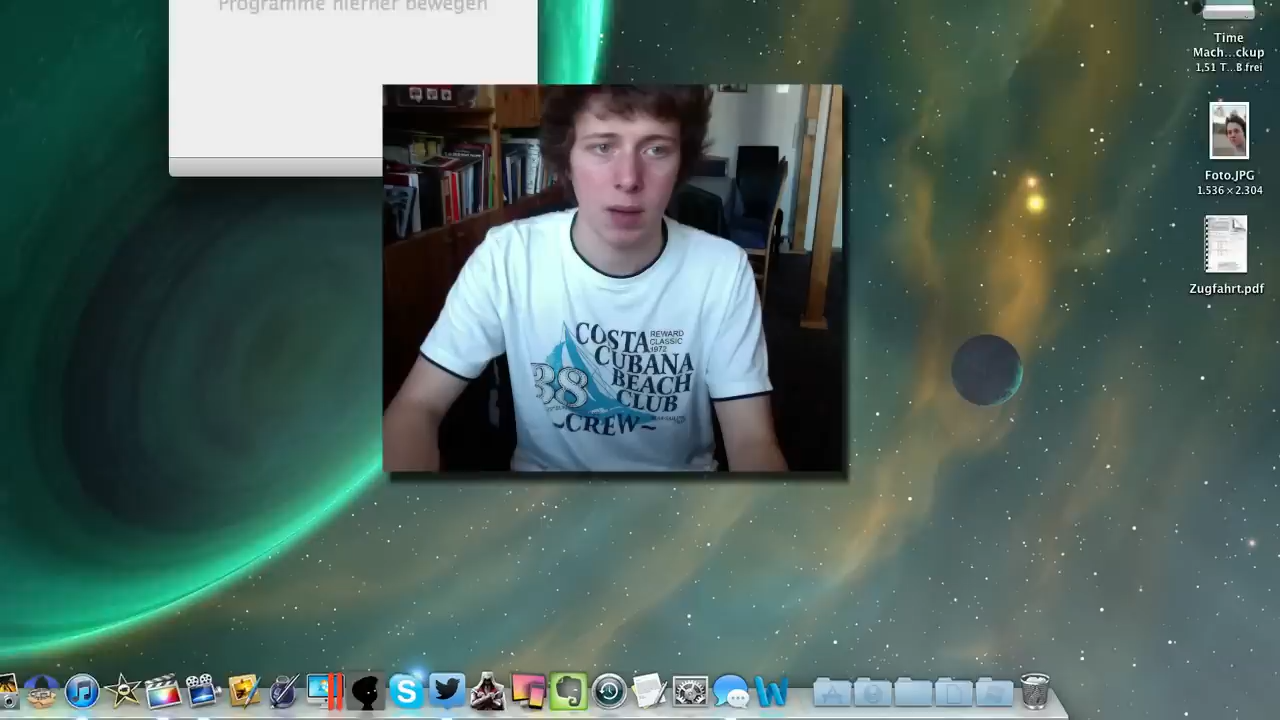 Programme hierher bewegen
Time
Mach...ckup
1,51 T...B frei
Foto.JPG
1.536 × 2.304
Zugfahrt.pdf
COSTA
REWARD
CLASSIC
1972
CUBANA
38
BEACH
CLUB
~CREW~